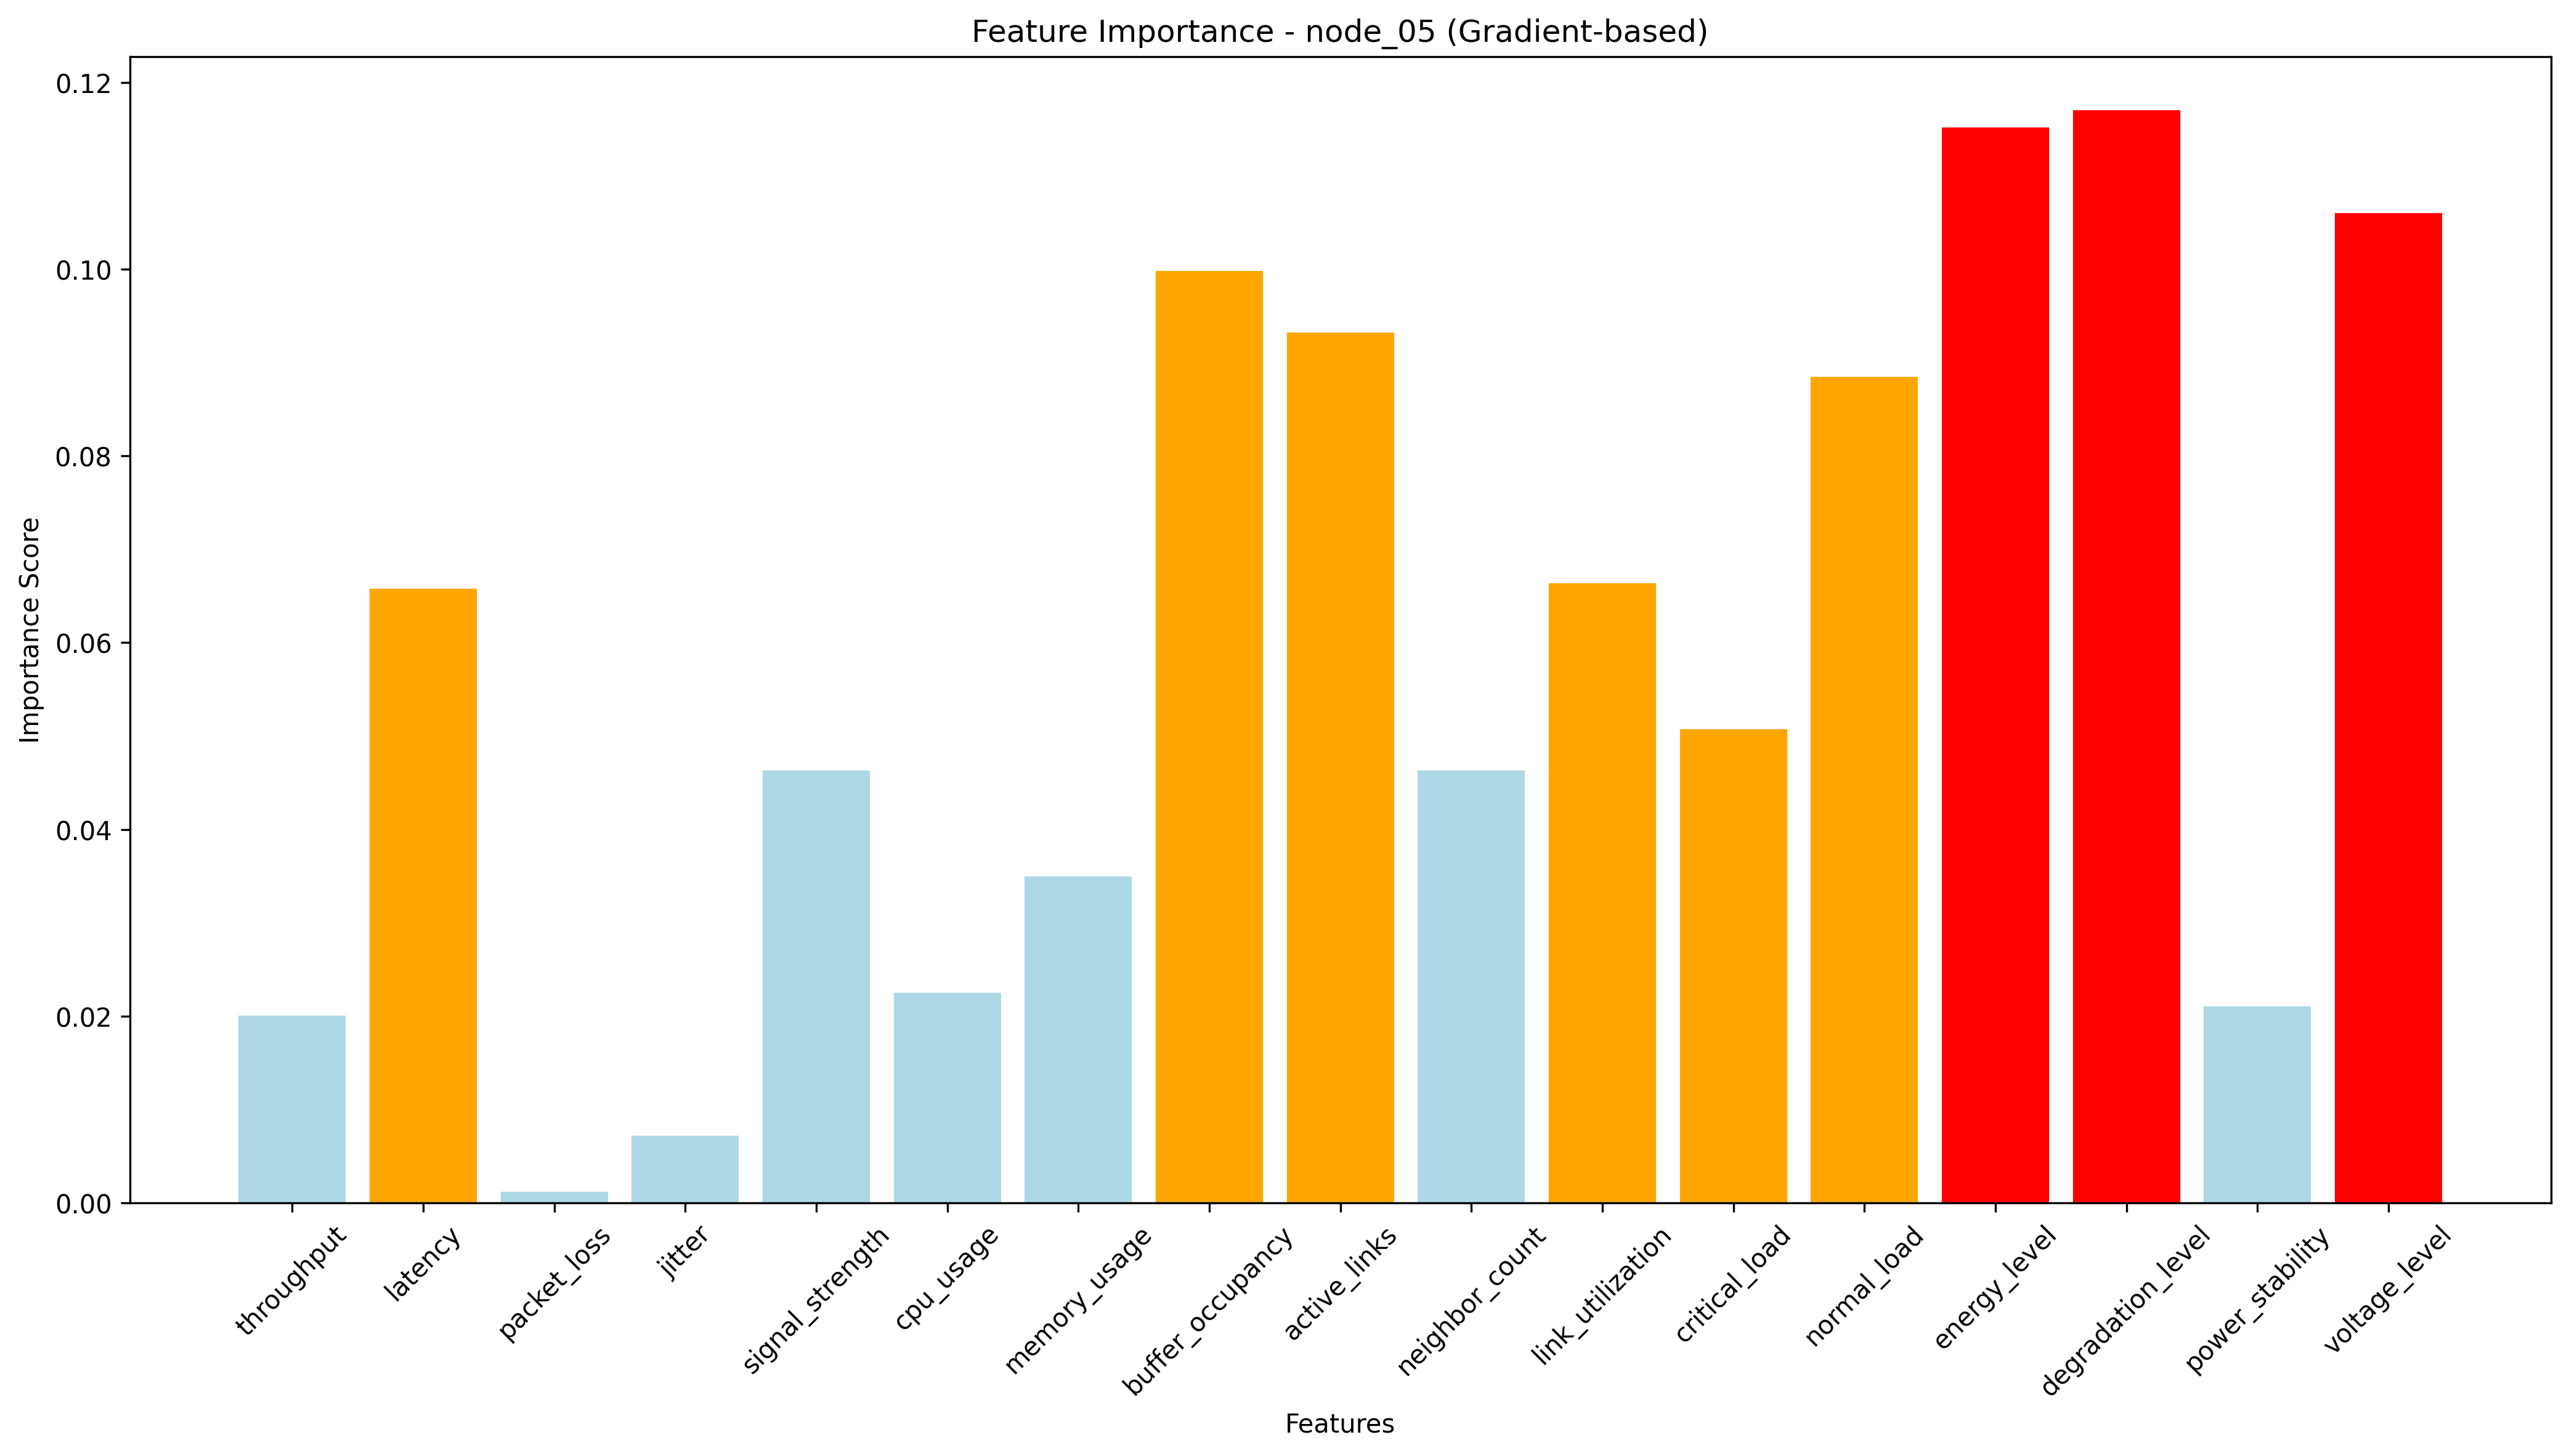 Feature Importance - node_05 (Gradient-based)
Importance Score
0.12
0.10
0.08
0.06
0.04
0.02
0.00
throughput
latency
packet_loss
jitter
signal_strength
cpu_usage
memory_usage
buffer_occupancy
active_links
neighbor_count
link_utilization
critical_load
normal_load
energy_level
degradation_level
power_stability
voltage_level
Features